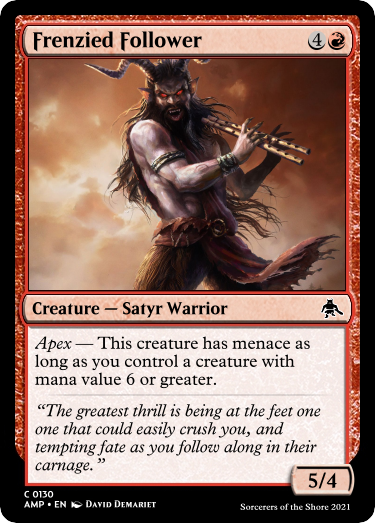 Frenzied Follower 4
Creature — Satyr Warrior
Apex — This creature has menace as
long as you control a creature with
mana value 6 or greater.
“The greatest thrill is being at the feet one
one that could easily crush you, and
tempting fate as you follow along in their
carnage.”
5/4
C 0130
AMP • EN David Demariet
Sorcerers of the Shore 2021